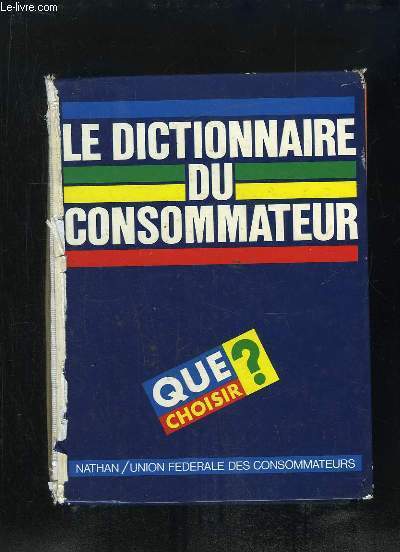 Le-livre.com
LE DICTIONNAIRE
DU
CONSOMMATEUR
QUE
CHOISIR
?
NATHAN/UNION FEDERALE DES CONSOMMATEURS